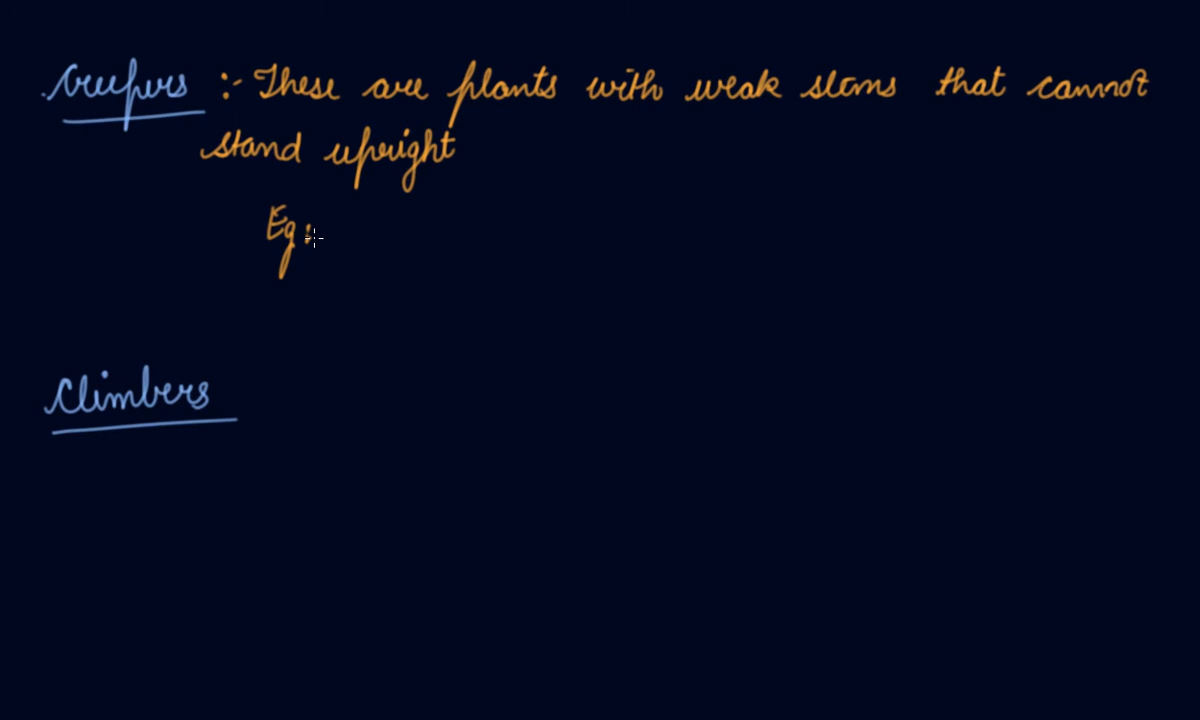 Creepers :- These are plants with weak stems that cannot
stand upright
Eg:
Climbers